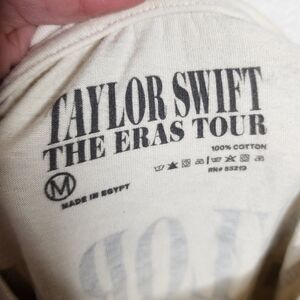 TAYLOR SWIFT
THE ERAS TOUR
M
100% COTTON
RN# 55219
MADE IN EGYPT